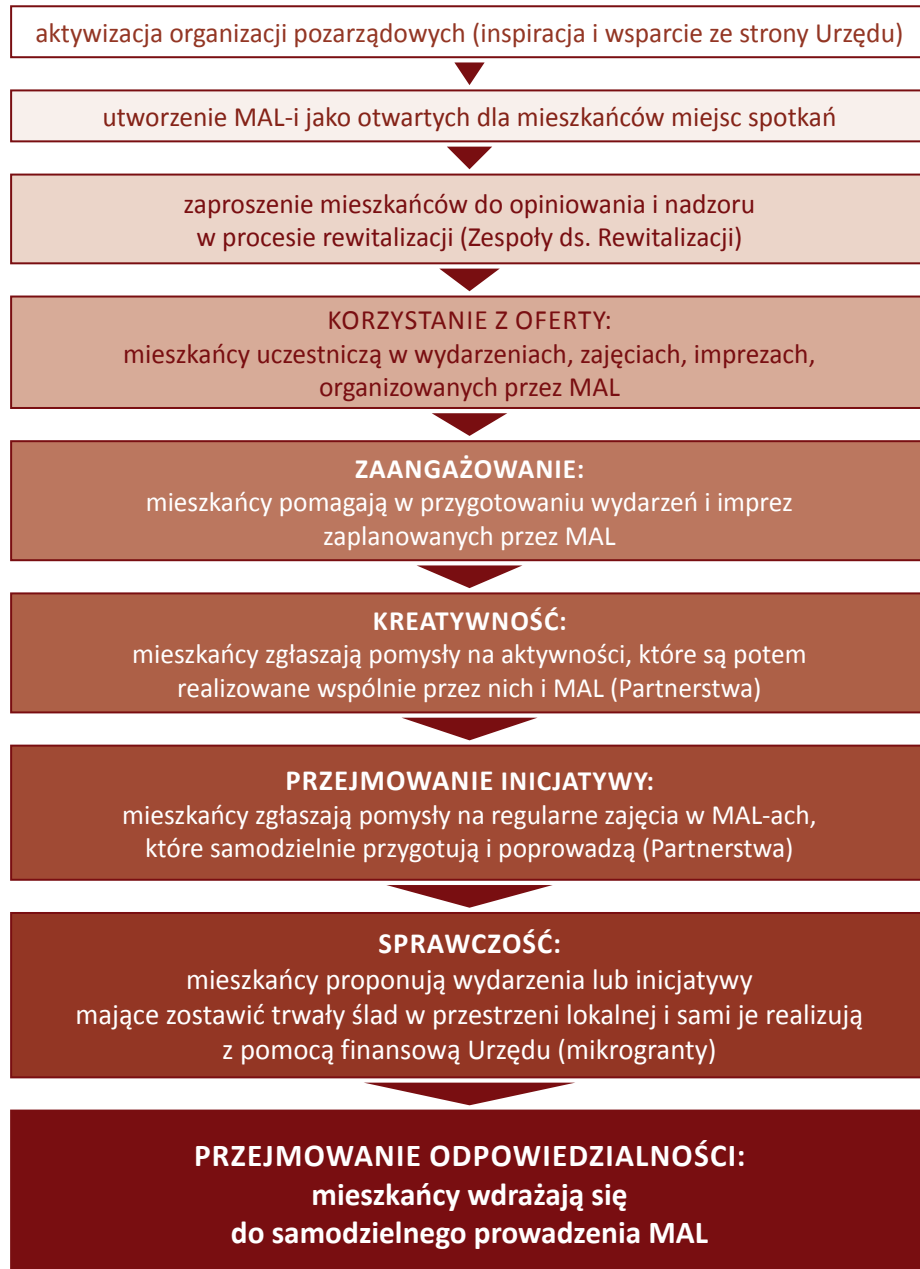 aktywizacja organizacji pozarządowych (inspiracja i wsparcie ze strony Urzędu)
utworzenie MAL-i jako otwartych dla mieszkańców miejsc spotkań
zaproszenie mieszkańców do opiniowania i nadzoru
w procesie rewitalizacji (Zespoły ds. Rewitalizacji)
KORZYSTANIE Z OFERTY:
mieszkańcy uczestniczą w wydarzeniach, zajęciach, imprezach,
organizowanych przez MAL
ZAANGAŻOWANIE:
mieszkańcy pomagają w przygotowaniu wydarzeń i imprez
zaplanowanych przez MAL
KREATYWNOŚĆ:
mieszkańcy zgłaszają pomysły na aktywności, które są potem
realizowane wspólnie przez nich i MAL (Partnerstwa)
PRZEJMOWANIE INICJATYWY:
mieszkańcy zgłaszają pomysły na regularne zajęcia w MAL-ach,
które samodzielnie przygotują i poprowadzą (Partnerstwa)
SPRAWCZOŚĆ:
mieszkańcy proponują wydarzenia lub inicjatywy
mające zostawić trwały ślad w przestrzeni lokalnej i sami je realizują
z pomocą finansową Urzędu (mikrogranty)
PRZEJMOWANIE ODPOWIEDZIALNOŚCI:
mieszkańcy wdrażają się
do samodzielnego prowadzenia MAL